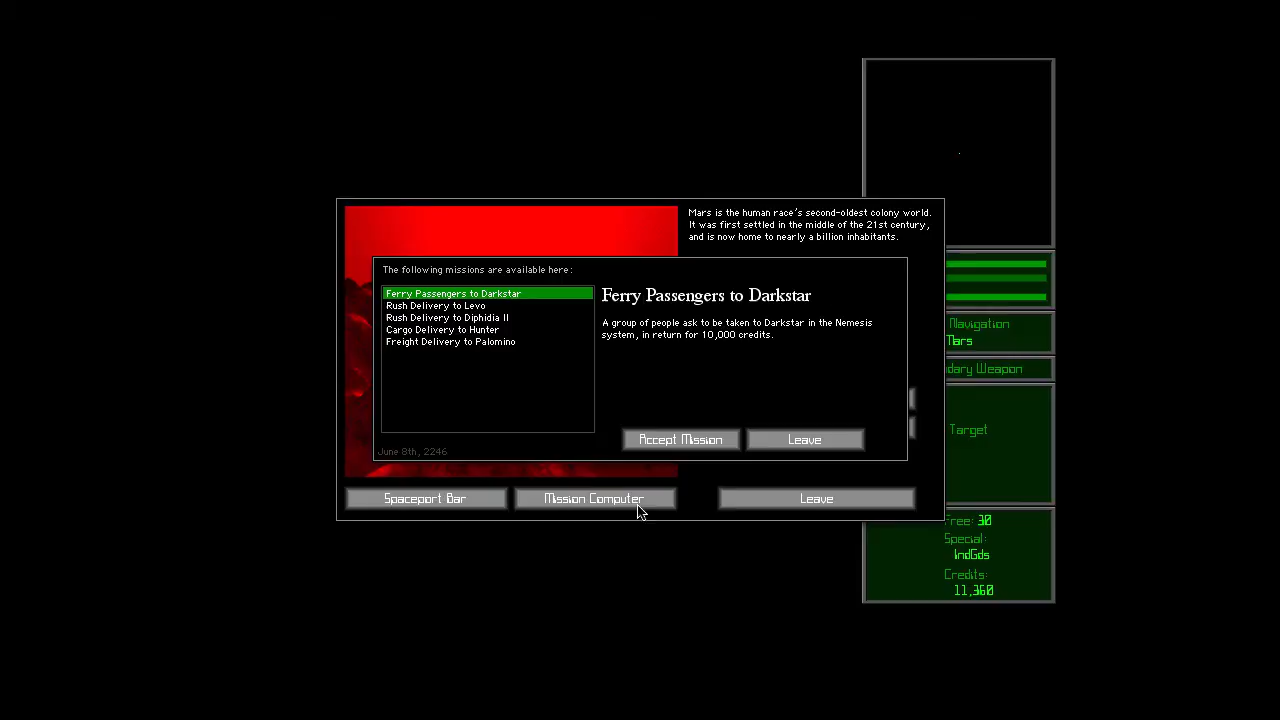 Mars is the human race's second-oldest colony world.
It was first settled in the middle of the 21st century,
and is now home to nearly a billion inhabitants.
The following missions are available here:
Ferry Passengers to Darkstar
Rush Delivery to Levo
Rush Delivery to Diphidia II
Cargo Delivery to Hunter
Freight Delivery to Palomino
Ferry Passengers to Darkstar
A group of people ask to be taken to Darkstar in the Nemesis
system, in return for 10,000 credits.
Accept Mission
Leave
June 8th, 2246
Spaceport Bar
Mission Computer
Leave
Navigation
Mars
Weapon
Target
Free: 30
Special:
IndGds
Credits:
11,360